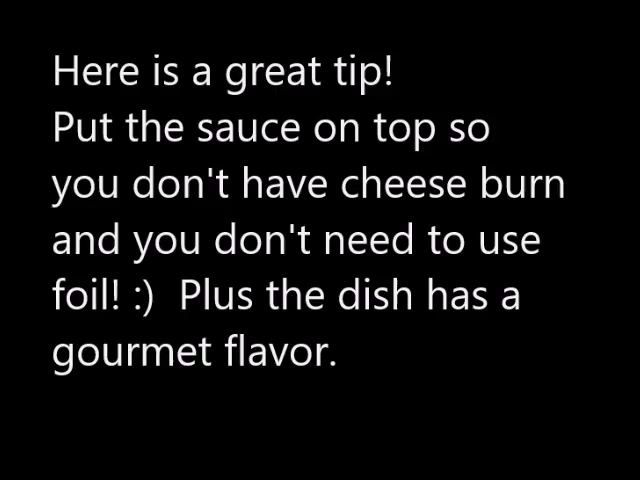 Here is a great tip!
Put the sauce on top so
you don't have cheese burn
and you don't need to use
foil! :)  Plus the dish has a
gourmet flavor.